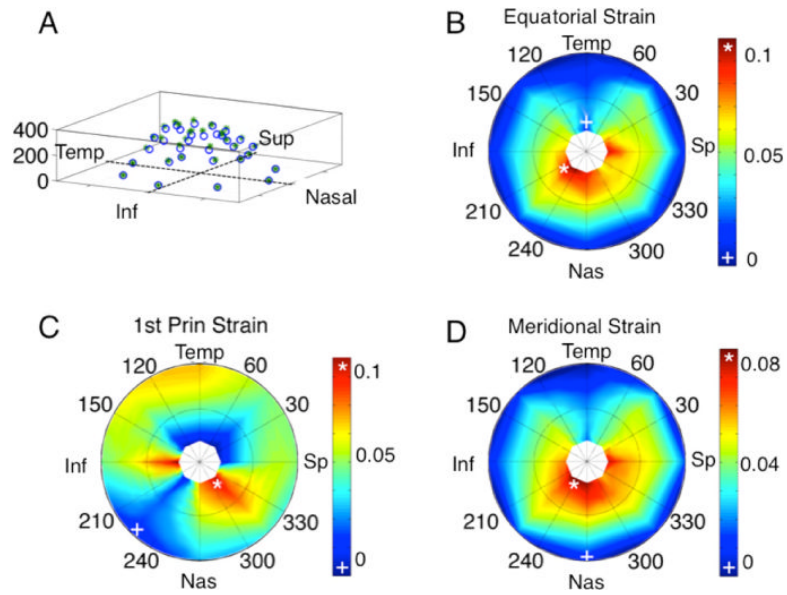 A
400
200
0
Temp
Sup
Inf
Nasal
B
Equatorial Strain
Temp
120
60
150
30
Inf
Sp
210
330
240
300
Nas
*
0.1
0.05
+
0
+
*
C
1st Prin Strain
Temp
120
60
150
30
Inf
Sp
210
330
240
300
Nas
*
0.1
0.05
+
0
*
+
D
Meridional Strain
Temp
120
60
150
30
Inf
Sp
210
330
240
300
Nas
*
0.08
0.04
+
0
*
+